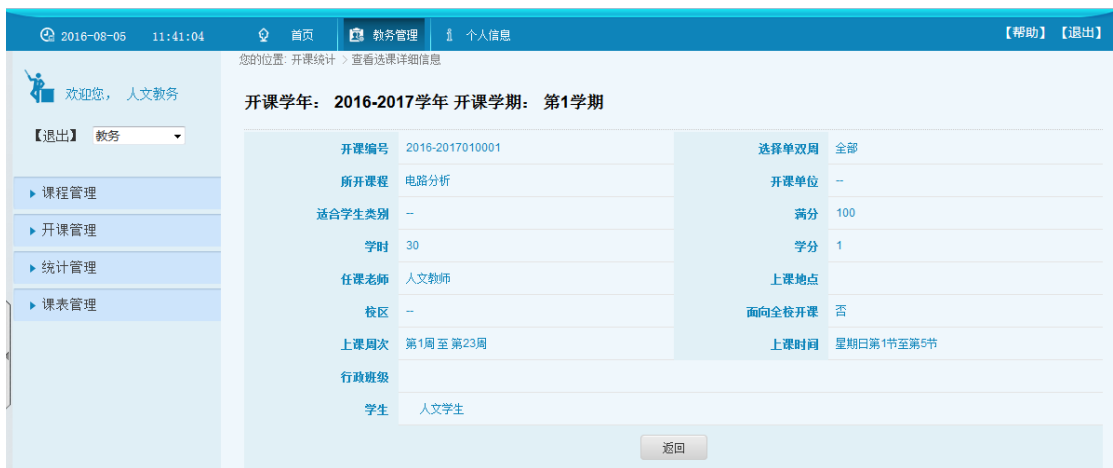 2016-08-05 11:41:04 首页 教务管理 个人信息 【帮助】【退出】
您的位置: 开课统计 > 查看选课详细信息
欢迎您， 人文教务
【退出】 教务
课程管理
开课管理
统计管理
课表管理
开课学年： 2016-2017学年 开课学期： 第1学期
开课编号 2016-2017010001 选择单双周 全部
所开课程 电路分析 开课单位 --
适合学生类别 -- 满分 100
学时 30 学分 1
任课老师 人文教师 上课地点
校区 -- 面向全校开课 否
上课周次 第1周 至 第23周 上课时间 星期日第1节至第5节
行政班级
学生 人文学生
返回